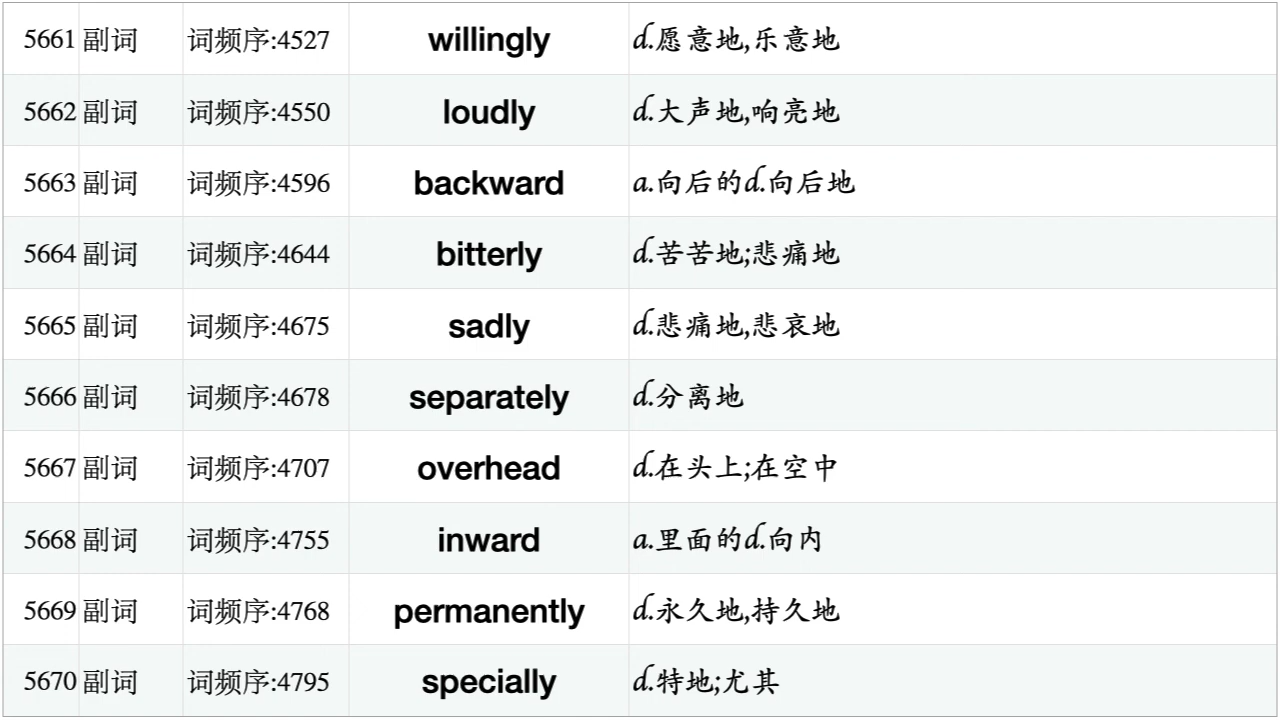 5661 副词 词频序:4527 willingly d.愿意地,乐意地
5662 副词 词频序:4550 loudly d.大声地,响亮地
5663 副词 词频序:4596 backward a.向后的d.向后地
5664 副词 词频序:4644 bitterly d.苦苦地;悲痛地
5665 副词 词频序:4675 sadly d.悲痛地,悲哀地
5666 副词 词频序:4678 separately d.分离地
5667 副词 词频序:4707 overhead d.在头上;在空中
5668 副词 词频序:4755 inward a.里面的d.向内
5669 副词 词频序:4768 permanently d.永久地,持久地
5670 副词 词频序:4795 specially d.特地;尤其